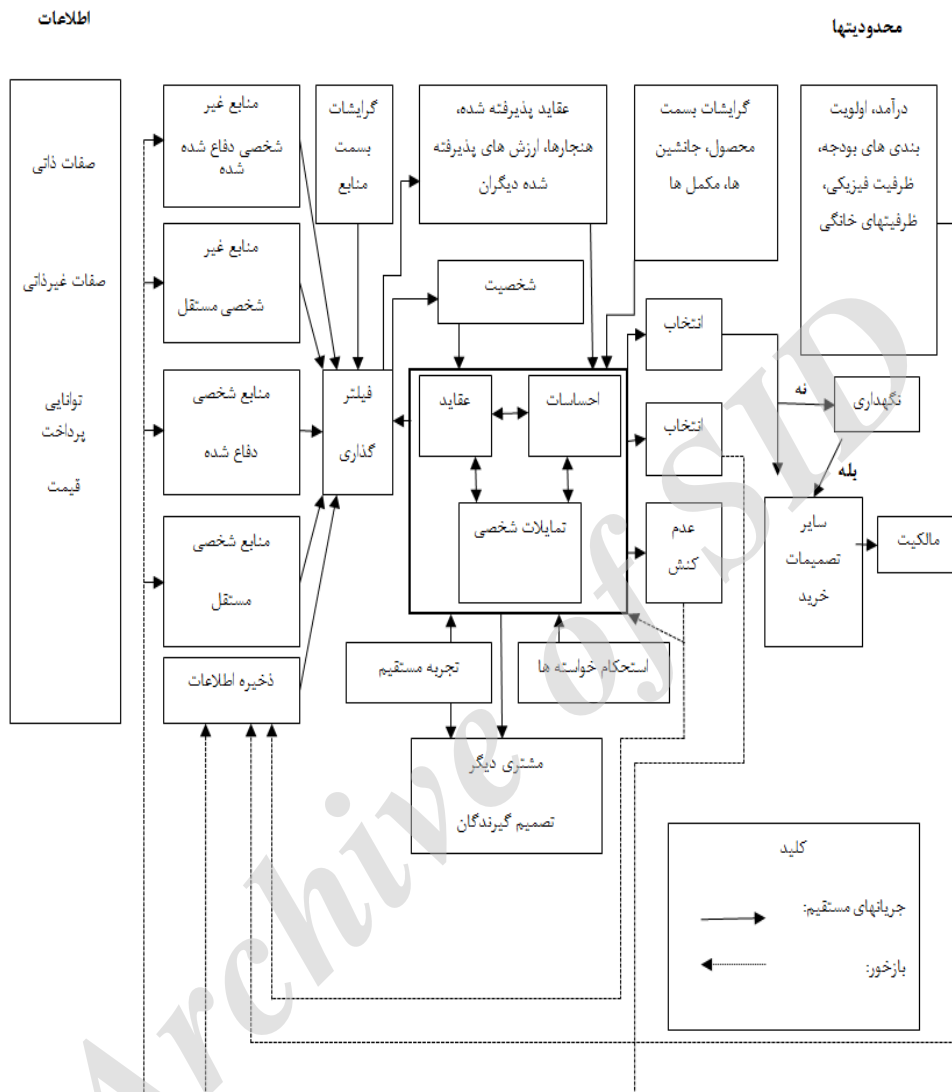 اطلاعات
محدودیتها
صفات ذاتی
صفات غیرذاتی
توانایی
پرداخت
قیمت
منابع غیر
شخصی دفاع شده
شده
منابع غیر
شخصی مستقل
منابع شخصی
دفاع شده
منابع شخصی
مستقل
ذخیره اطلاعات
گرایشات
بسمت
منابع
فیلتر
گذاری
عقاید پذیرفته شده،
هنجارها، ارزش های پذیرفته
شده دیگران
شخصیت
عقاید
احساسات
تمایلات شخصی
تجربه مستقیم
استحکام خواسته ها
مشتری دیگر
تصمیم گیرندگان
گرایشات بسمت
محصول، جانشین
ها، مکمل ها
انتخاب
انتخاب
عدم
کنش
درآمد، اولویت
بندی های بودجه،
ظرفیت فیزیکی،
ظرفیتهای خانگی
نه
نگهداری
بله
سایر
تصمیمات
خرید
مالکیت
کلید
جریانهای مستقیم:
بازخور:
Archive of SID